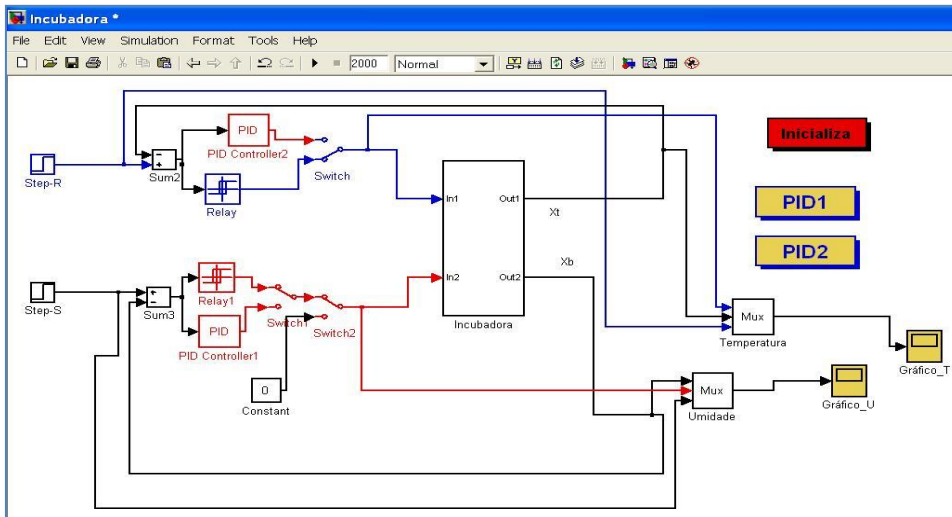 Incubadora *
File Edit View Simulation Format Tools Help
2000 Normal
Inicializa
PID
PID Controller2
Switch
Step-R
Sum2
Relay
In1 Out1
Xt
PID1
PID2
Xb
In2 Out2
Incubadora
Step-S
Sum3
Relay1
Switch1
Switch2
PID
PID Controller1
0
Constant
Mux
Temperatura
Gráfico_T
Mux
Umidade
Gráfico_U